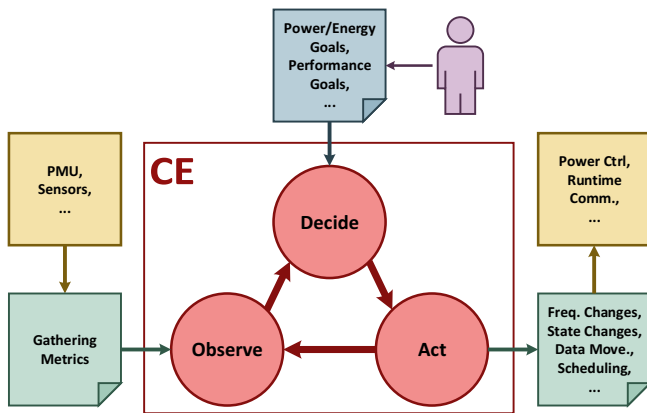 Power/Energy
Goals,
Performance
Goals,
...
PMU,
Sensors,
...
CE
Power Ctrl,
Runtime
Comm.,
...
Decide
Gathering
Metrics
Observe
Act
Freq. Changes,
State Changes,
Data Move.,
Scheduling,
...